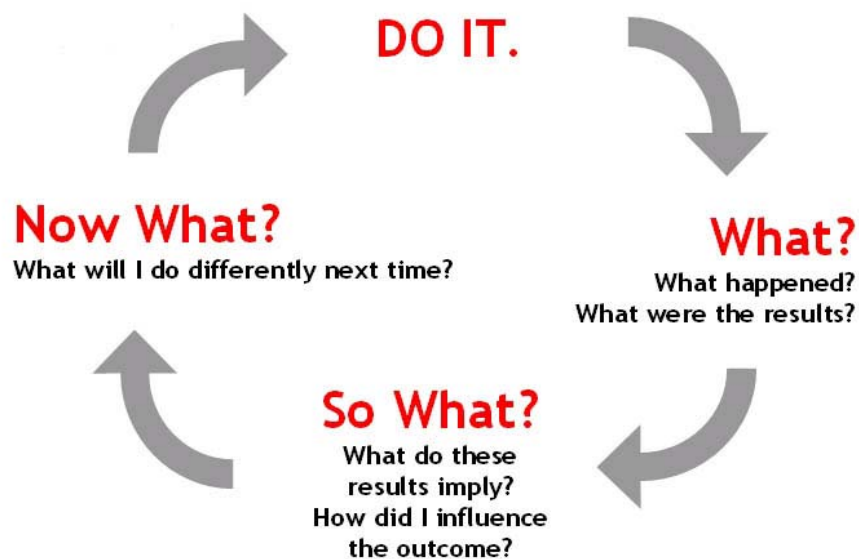 DO IT.
What?
What happened?
What were the results?
So What?
What do these
results imply?
How did I influence
the outcome?
Now What?
What will I do differently next time?